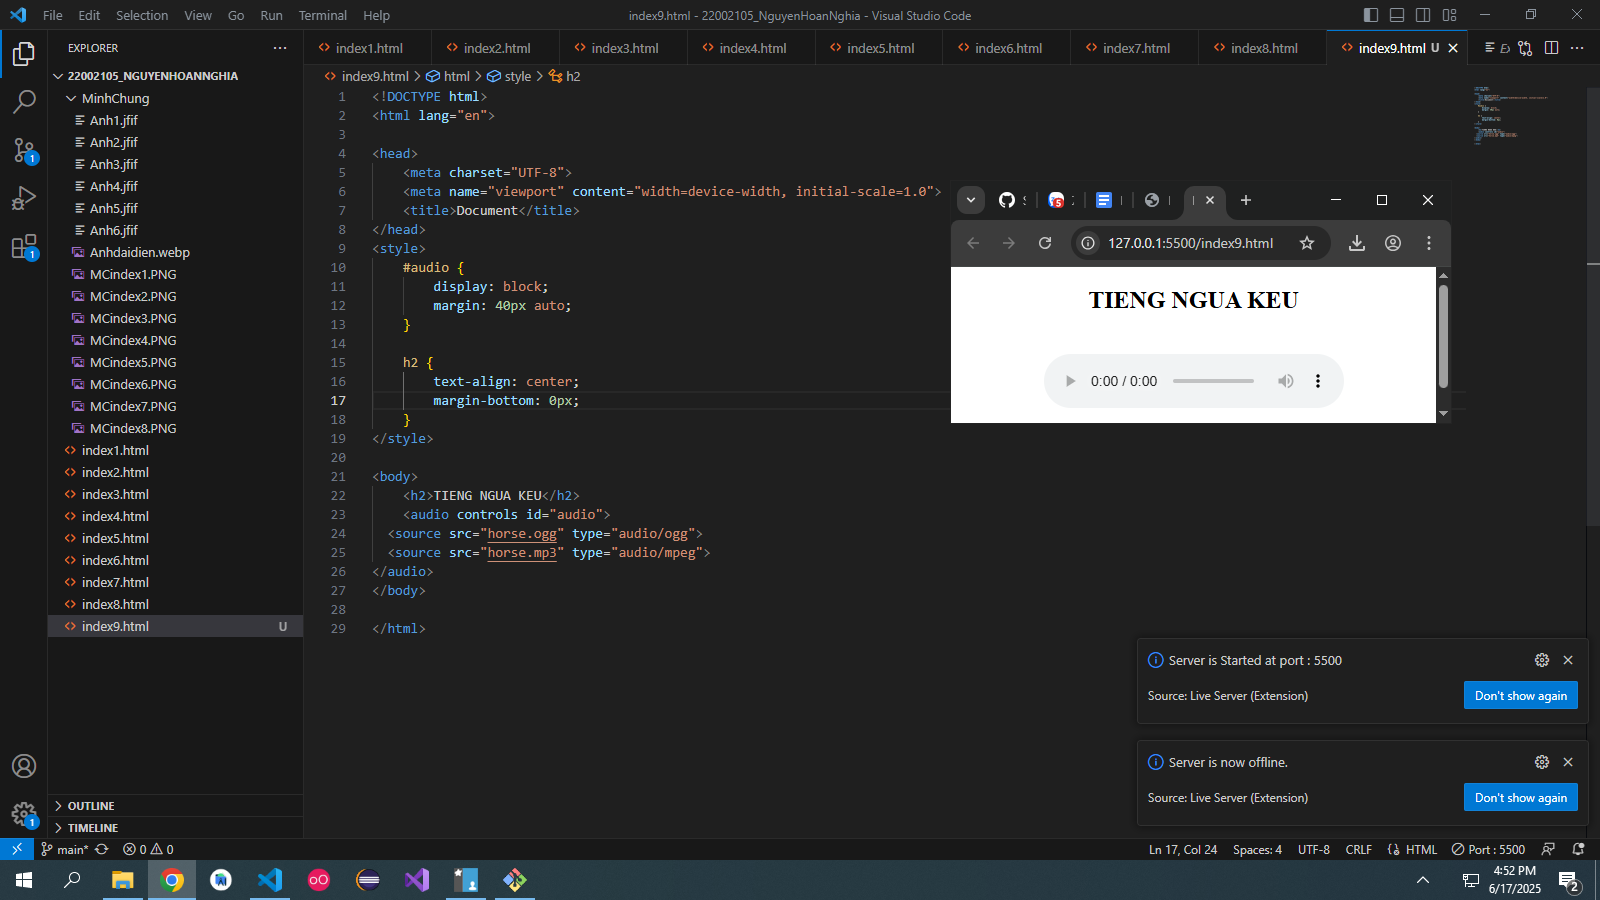 File Edit Selection View Go Run Terminal Help
index9.html - 22002105_NguyenHoanNghia - Visual Studio Code
EXPLORER
22002105_NGUYENHOANNGHIA
MinhChung
Anh1.jfif
Anh2.jfif
Anh3.jfif
Anh4.jfif
Anh5.jfif
Anh6.jfif
Anhdaidien.webp
MCindex1.PNG
MCindex2.PNG
MCindex3.PNG
MCindex4.PNG
MCindex5.PNG
MCindex6.PNG
MCindex7.PNG
MCindex8.PNG
index1.html
index2.html
index3.html
index4.html
index5.html
index6.html
index7.html
index8.html
index9.html U
OUTLINE
TIMELINE
1
1
1
index1.html index2.html index3.html index4.html index5.html index6.html index7.html index8.html index9.html U
index9.html > html > style > h2
1 <!DOCTYPE html>
2 <html lang="en">
3
4 <head>
5 <meta charset="UTF-8">
6 <meta name="viewport" content="width=device-width, initial-scale=1.0">
7 <title>Document</title>
8 </head>
9 <style>
10 #audio {
11 display: block;
12 margin: 40px auto;
13 }
14
15 h2 {
16 text-align: center;
17 margin-bottom: 0px;
18 }
19 </style>
20
21 <body>
22 <h2>TIENG NGUA KEU</h2>
23 <audio controls id="audio">
24 <source src="horse.ogg" type="audio/ogg">
25 <source src="horse.mp3" type="audio/mpeg">
26 </audio>
27 </body>
28
29 </html>
127.0.0.1:5500/index9.html
TIENG NGUA KEU
0:00 / 0:00
Server is Started at port : 5500
Source: Live Server (Extension)
Don't show again
Server is now offline.
Source: Live Server (Extension)
Don't show again
main* 0 0
Ln 17, Col 24 Spaces: 4 UTF-8 CRLF HTML Port : 5500
4:52 PM
6/17/2025
2